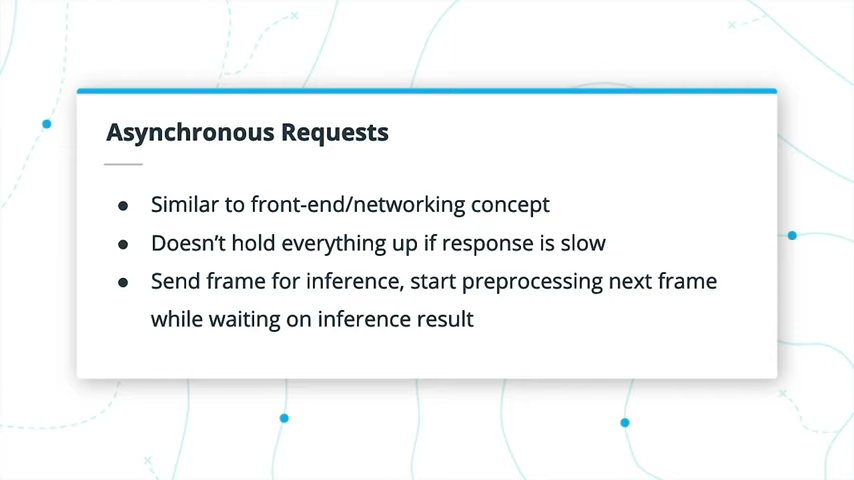 Asynchronous Requests
● Similar to front-end/networking concept
● Doesn’t hold everything up if response is slow
● Send frame for inference, start preprocessing next frame
while waiting on inference result